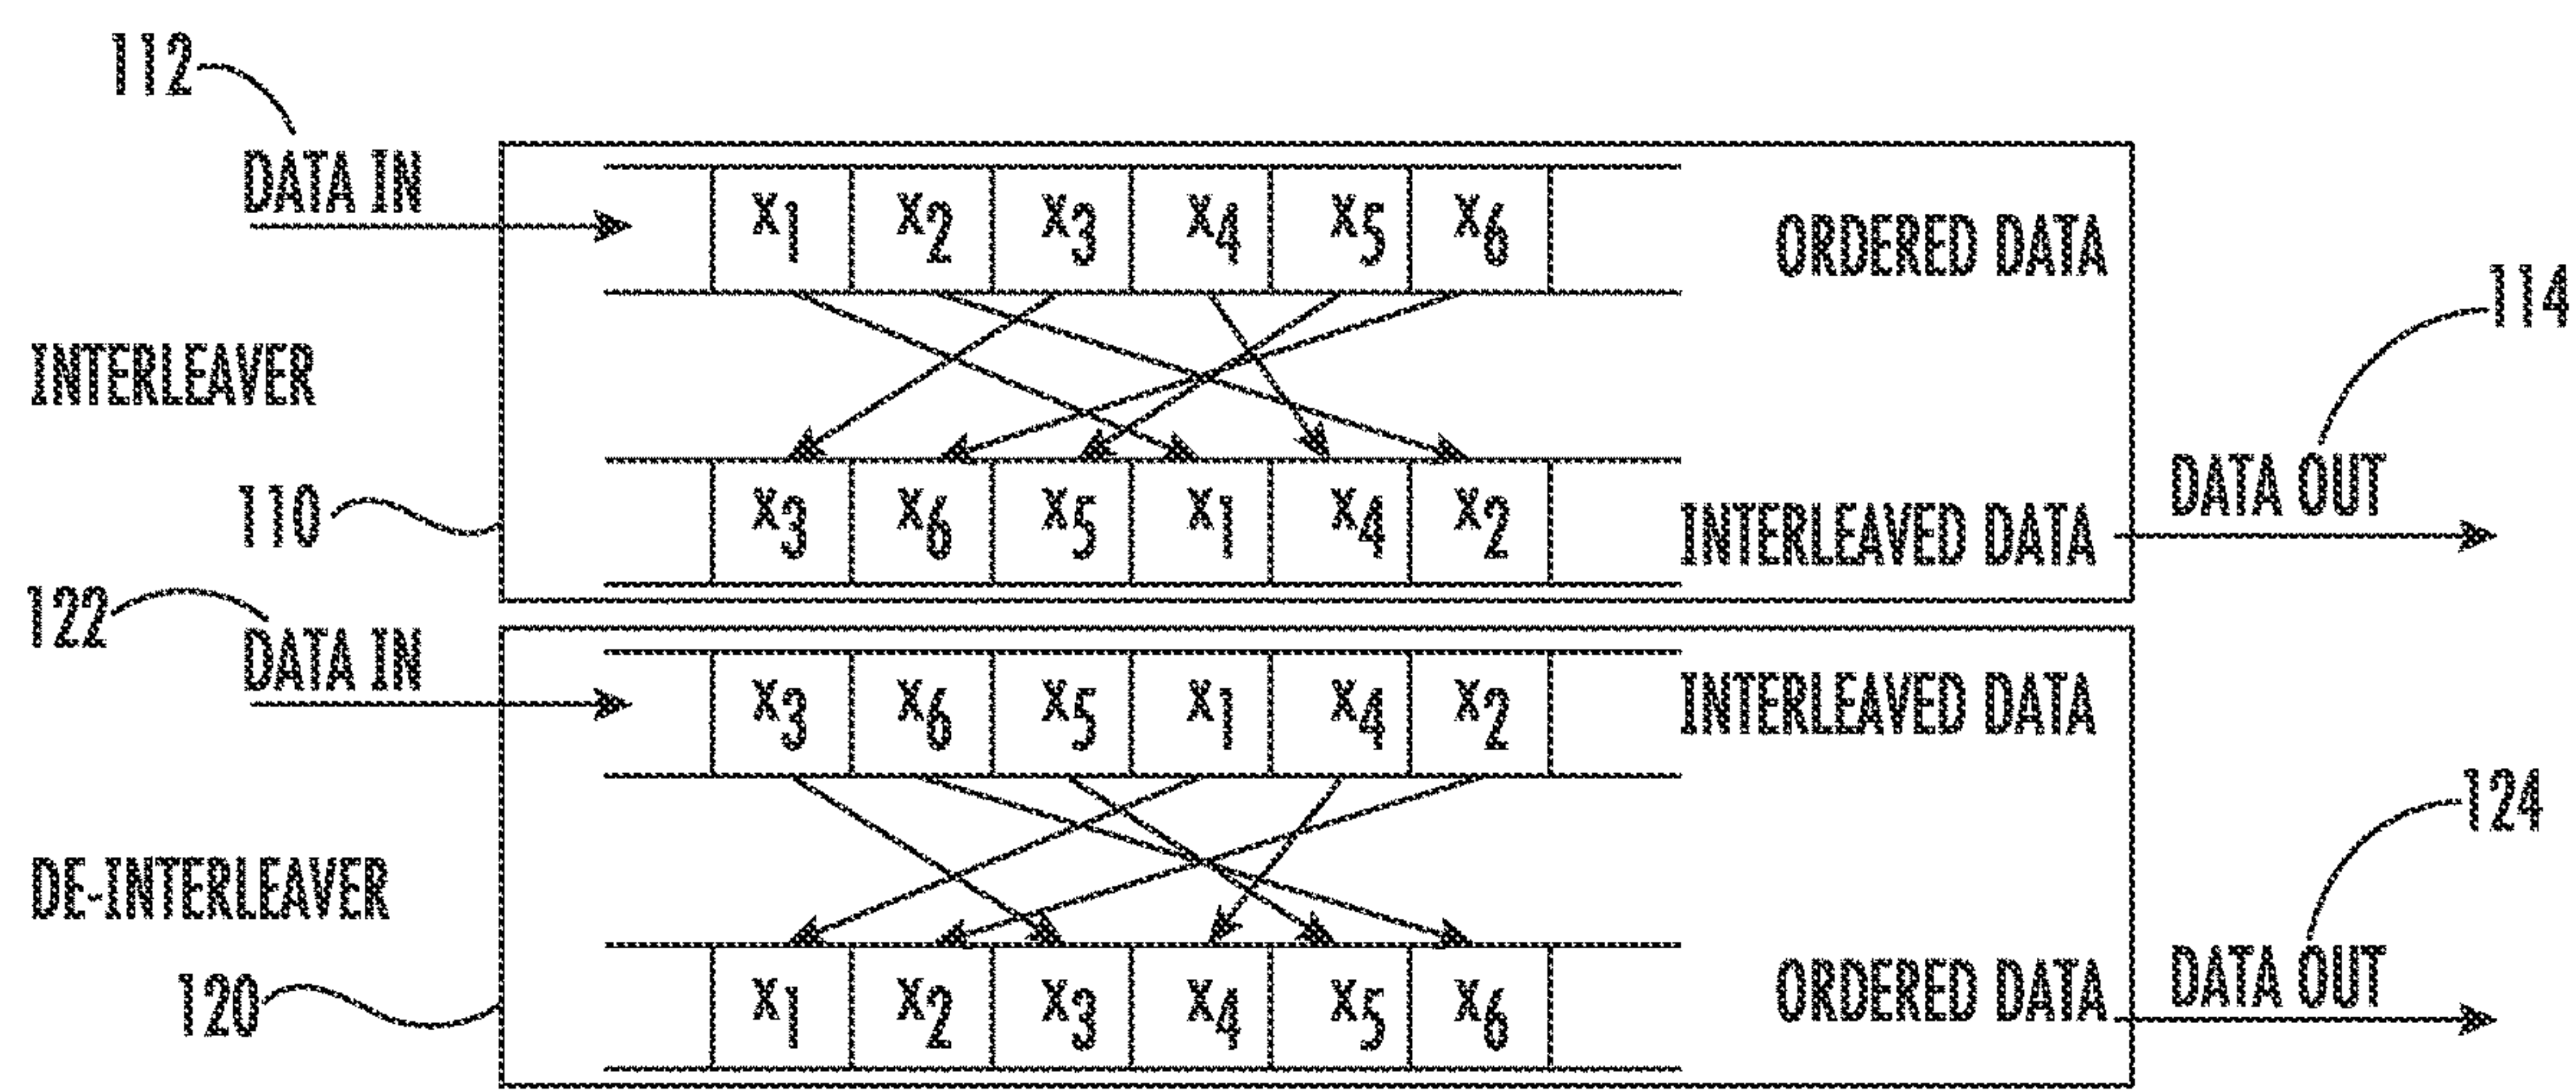 112
DATA IN
x1 x2 x3 x4 x5 x6
ORDERED DATA
114
INTERLEAVER
DATA OUT
110
x3 x6 x5 x1 x4 x2
INTERLEAVED DATA
122
DATA IN
x3 x6 x5 x1 x4 x2
INTERLEAVED DATA
124
DE-INTERLEAVER
DATA OUT
120
x1 x2 x3 x4 x5 x6
ORDERED DATA